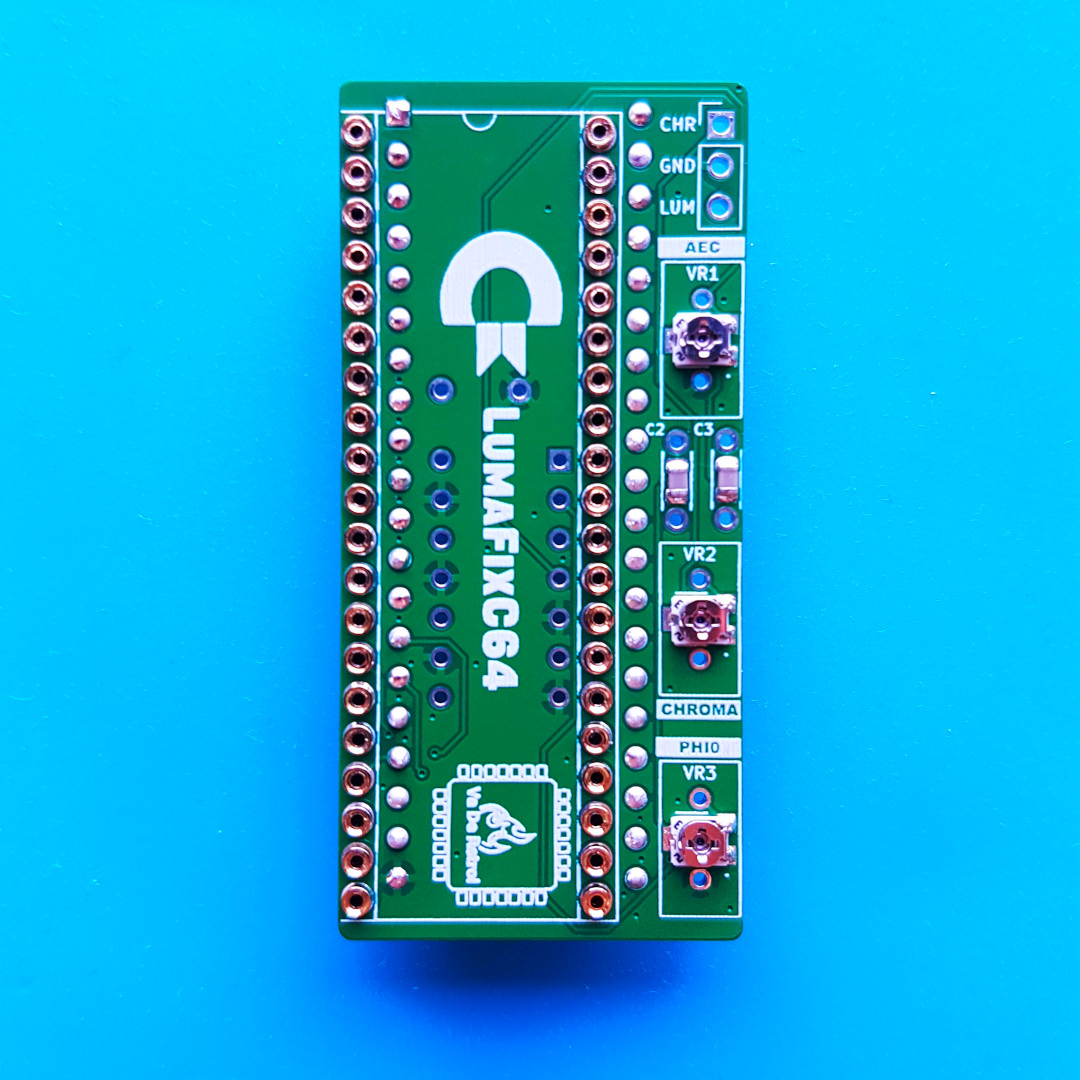 CHR
GND
LUM
AEC
VR1
C2 C3
VR2
CHROMA
PHI0
VR3
LUMAFIXC64